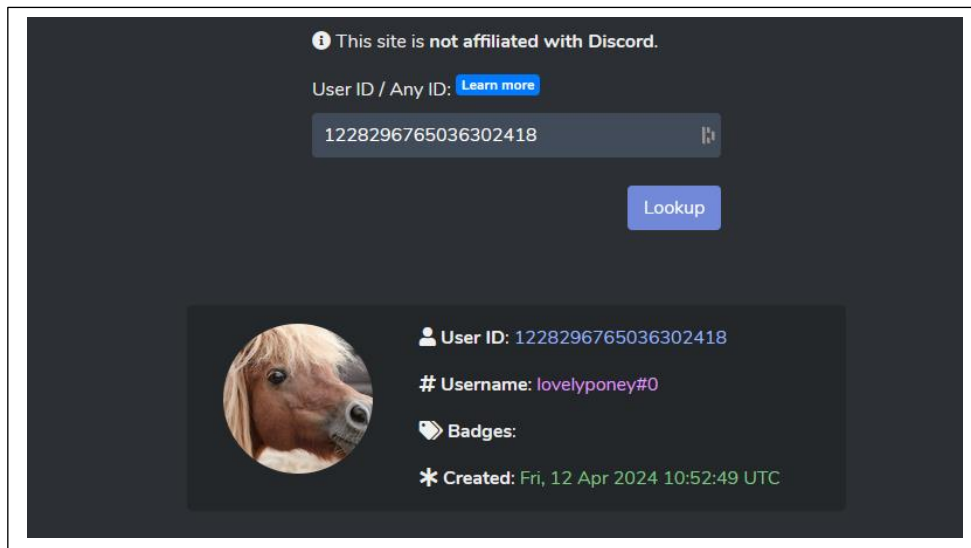 This site is not affiliated with Discord.
User ID / Any ID: Learn more
1228296765036302418
Lookup
User ID: 1228296765036302418
# Username: lovelyponey#0
Badges:
Created: Fri, 12 Apr 2024 10:52:49 UTC